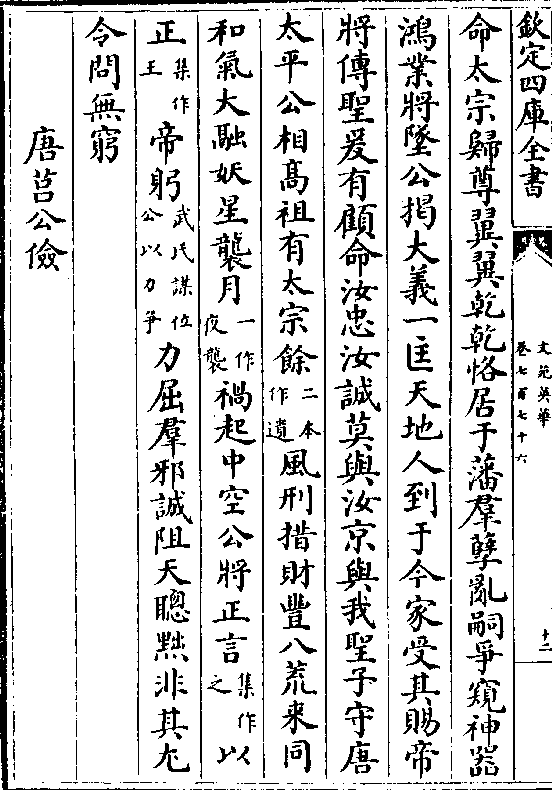 欽定四庫全書
文苑英華
卷七百七十六
十二
命太宗歸尊翼翼乾乾恪居于藩羣孽亂嗣爭窺神器
鴻業將墜公揭大義一匡天地人到于今家受其賜帝
將傳聖爰有顧命汝忠汝誠莫與汝京與我聖子守唐
太平公相髙祖有太宗餘二本作遺風刑措財豐八荒来同
和氣大融妖星襲月一作夜襲禍起中空公將正言集作之以
正集作王帝躬武氏謀位公以力爭力屈羣邪誠阻天聰黜非其尤
令問無窮
唐莒公儉